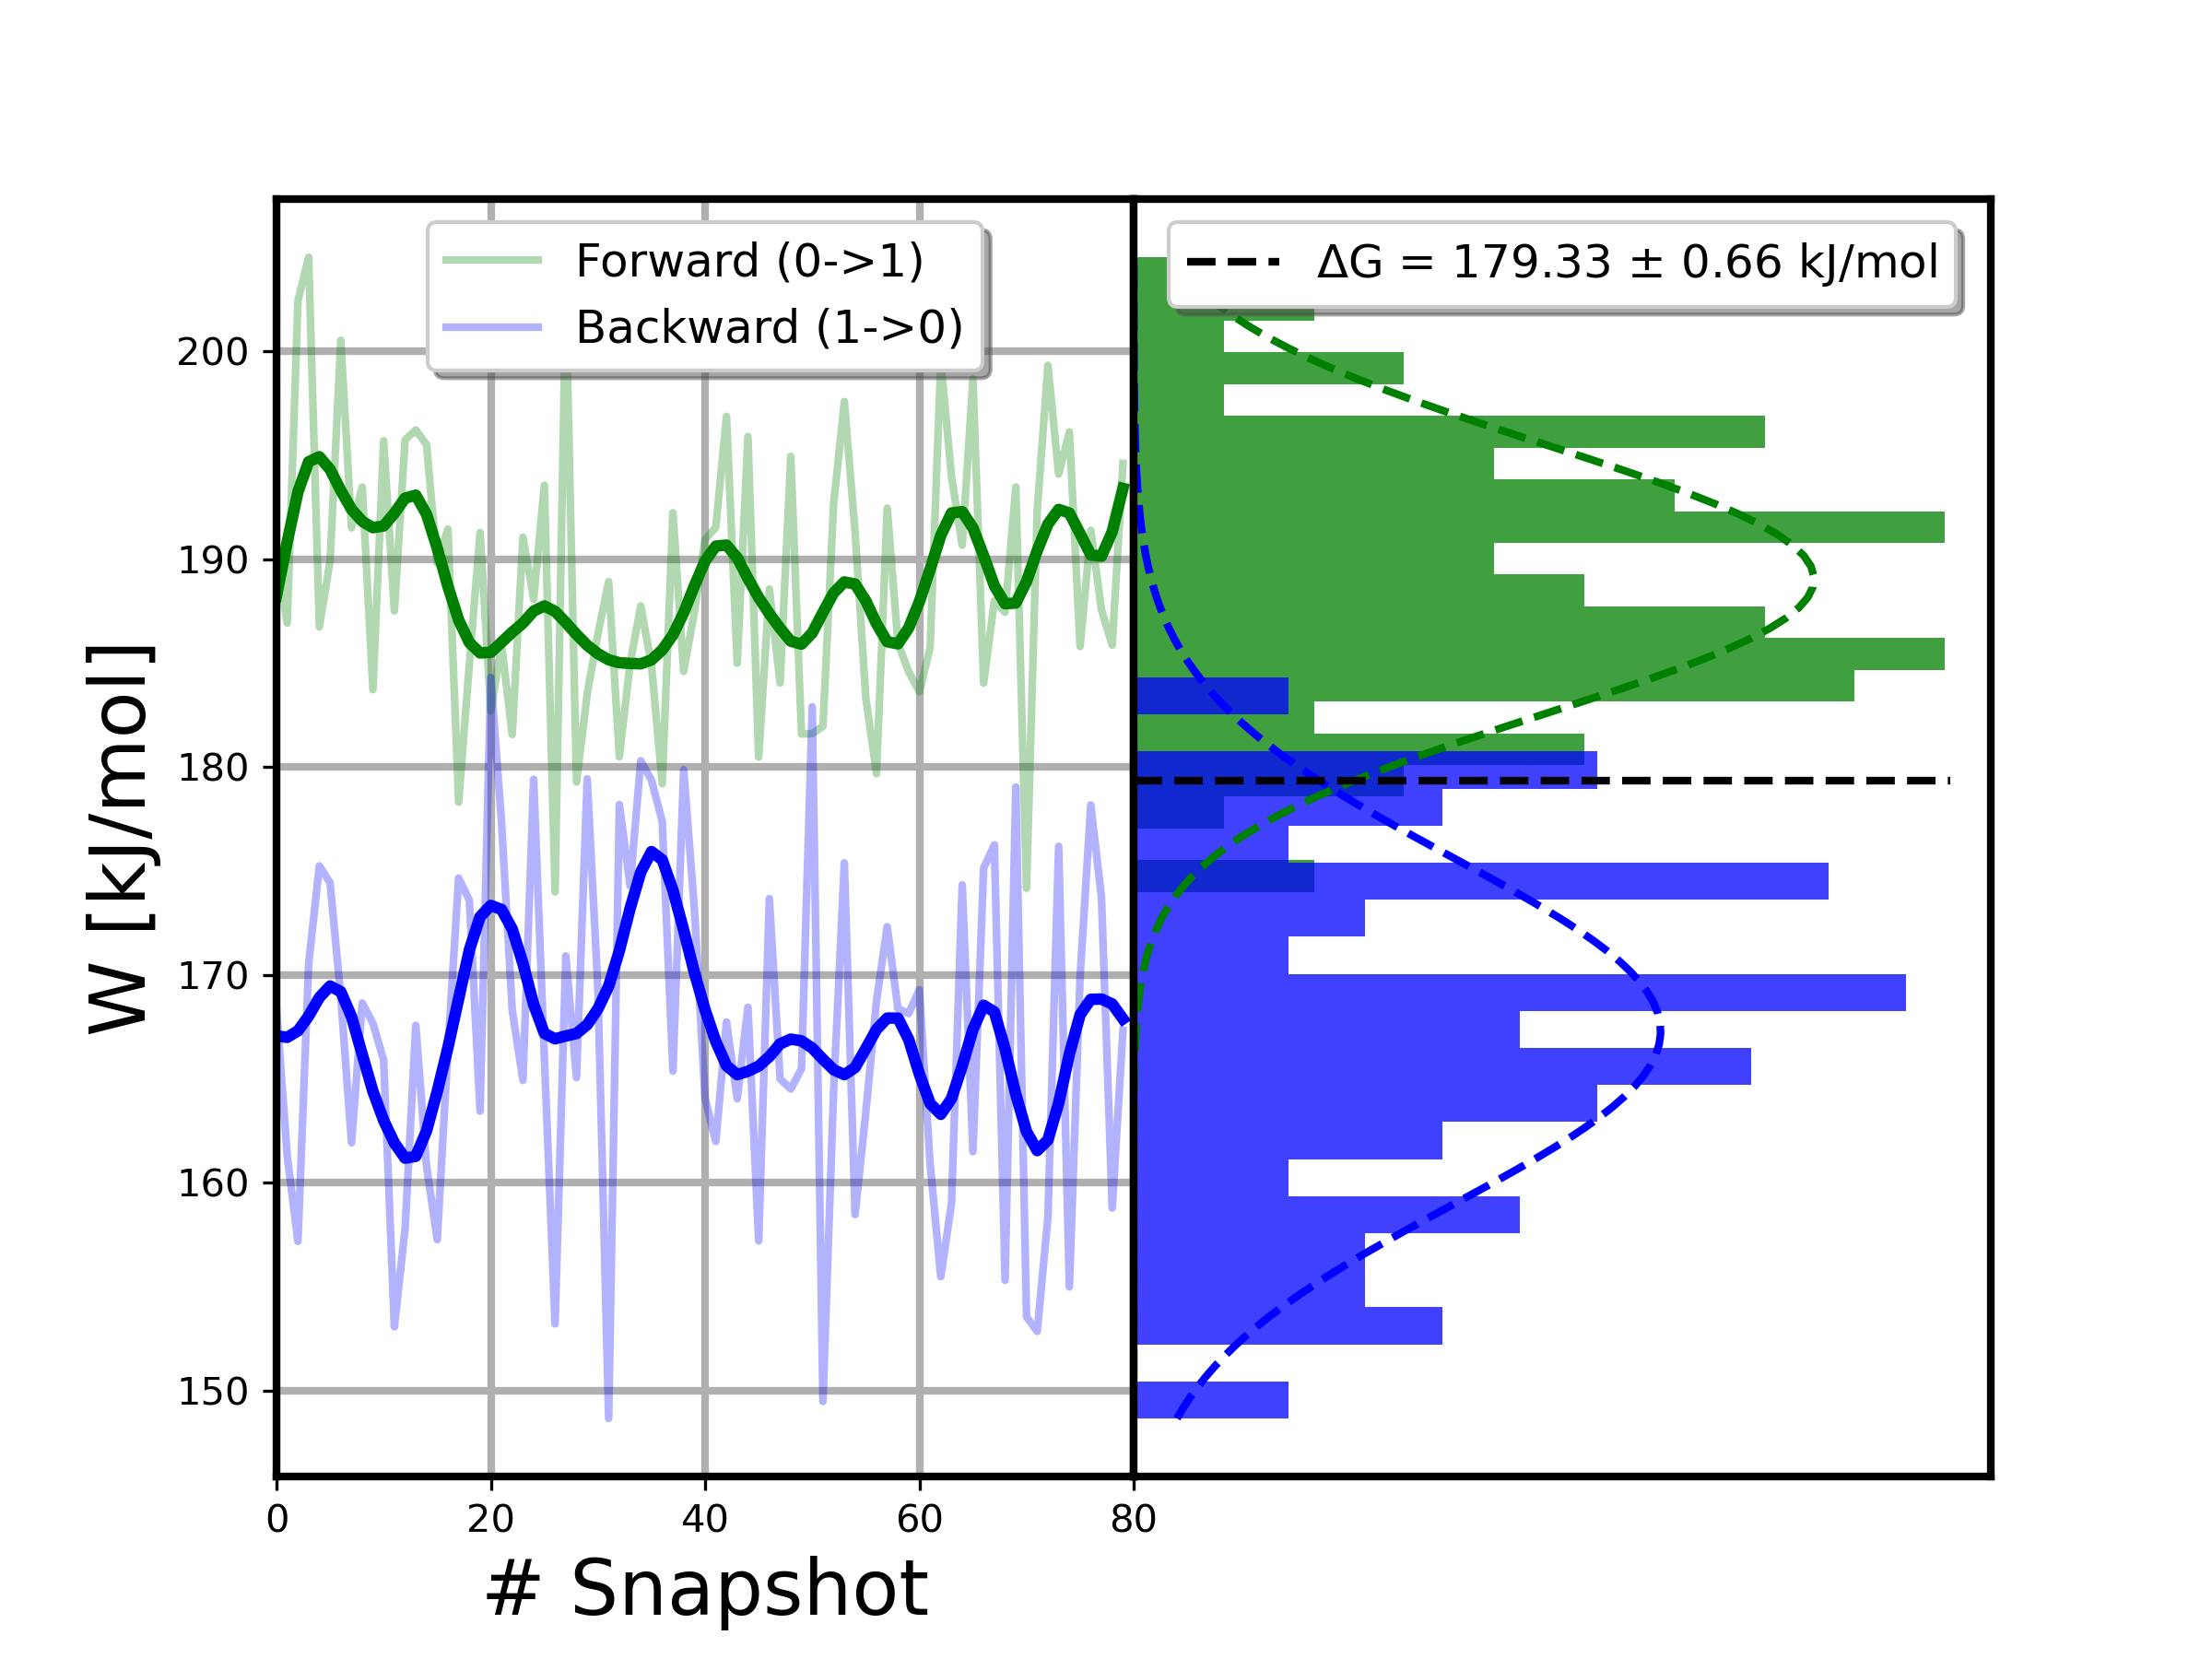 Forward (0->1)
Backward (1->0)
ΔG = 179.33 ± 0.66 kJ/mol
W [kJ/mol]
200
190
180
170
160
150
0
20
40
60
80
# Snapshot